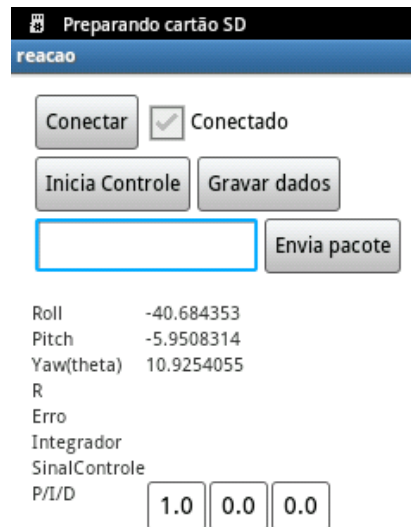 Preparando cartão SD
reacao
Conectar Conectado
Inicia Controle Gravar dados
Envia pacote
Roll -40.684353
Pitch -5.9508314
Yaw(theta) 10.9254055
R
Erro
Integrador
SinalControle
P/I/D 1.0 0.0 0.0